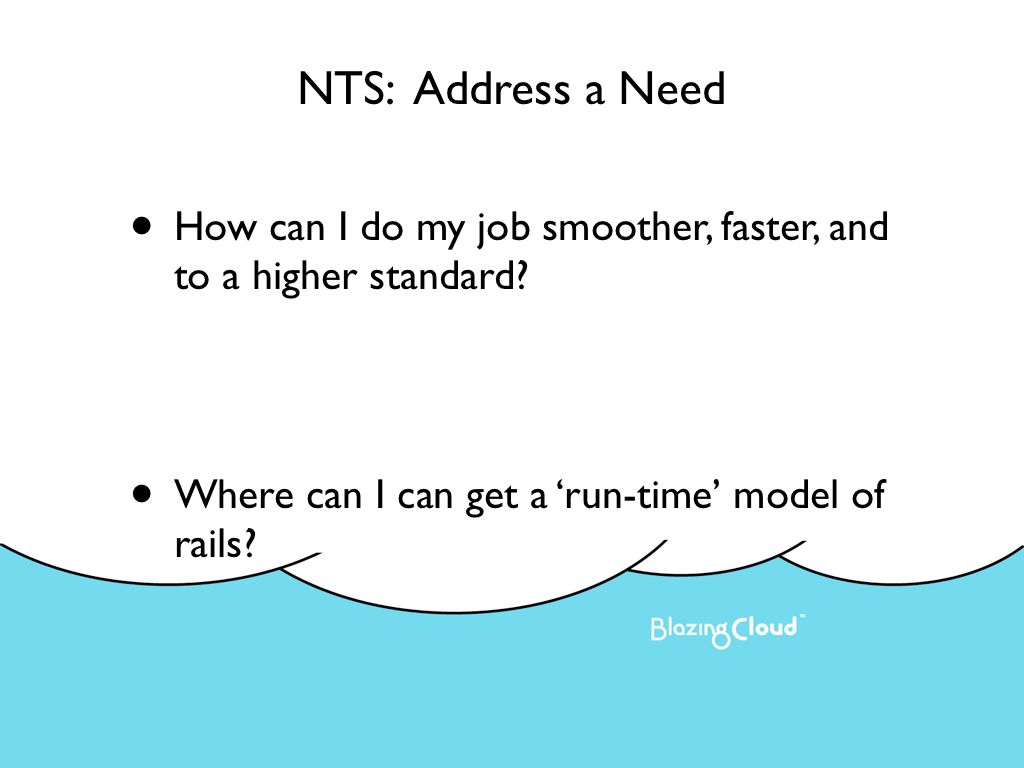 NTS: Address a Need
• How can I do my job smoother, faster, and
to a higher standard?
• Where can I can get a ‘run-time’ model of
rails?
BlazingCloud™